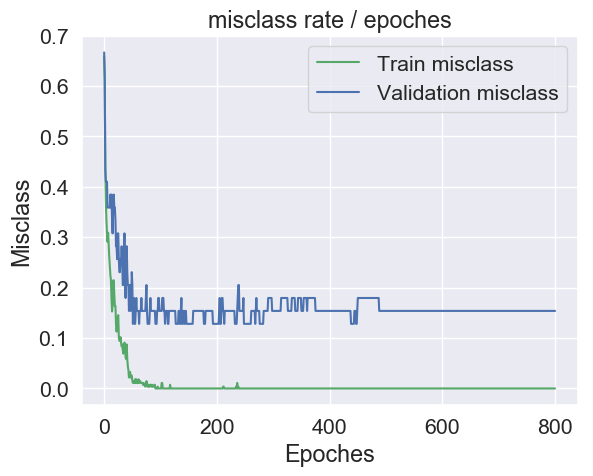 misclass rate / epoches
Train misclass
Validation misclass
0.7
0.6
0.5
0.4
0.3
0.2
0.1
0.0
Misclass
0
200
400
600
800
Epoches